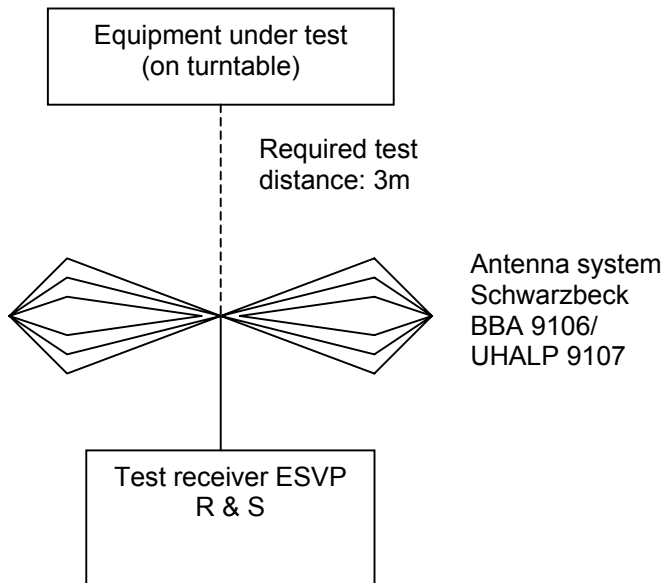 Equipment under test
(on turntable)
Required test
distance: 3m
Antenna system
Schwarzbeck
BBA 9106/
UHALP 9107
Test receiver ESVP
R & S